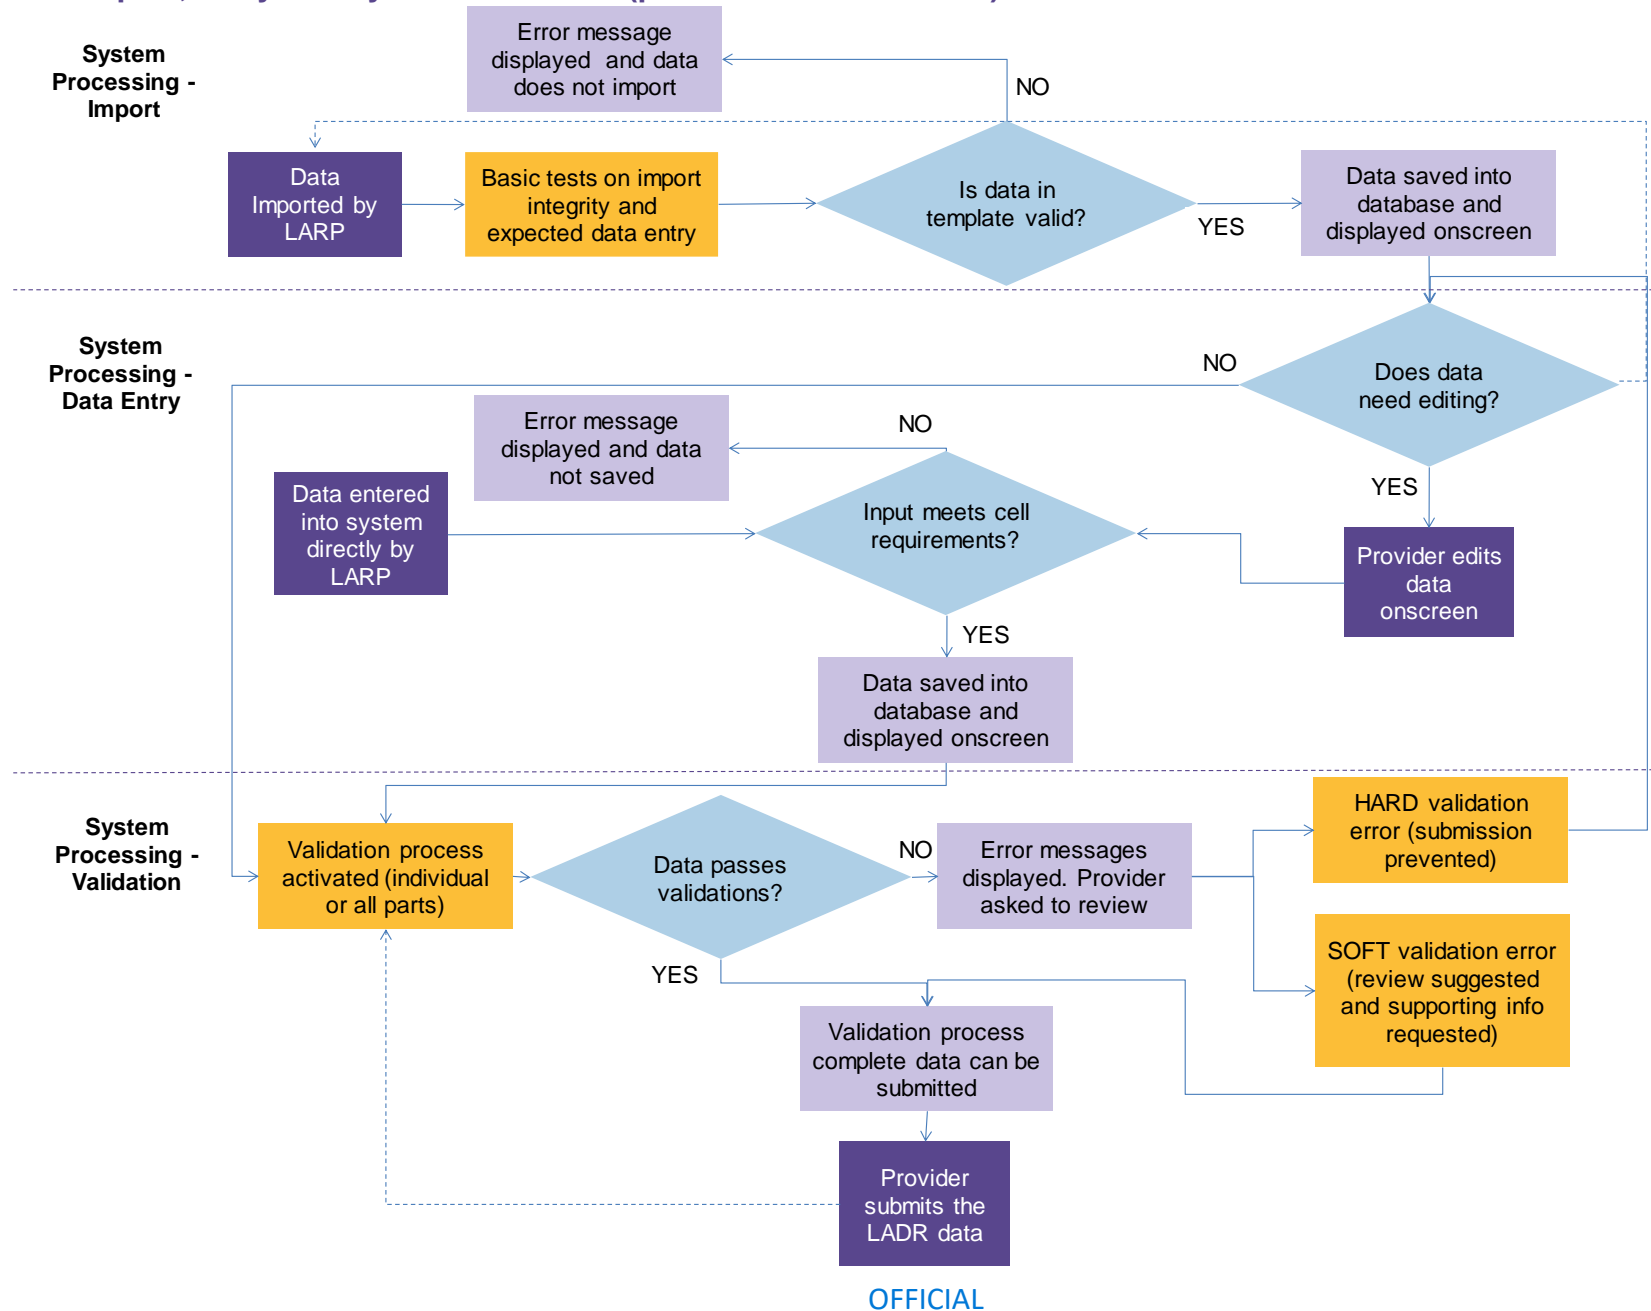 System
Processing -
Import
Error message
displayed and data
does not import
NO
Data
Imported by
LARP
Basic tests on import
integrity and
expected data entry
Is data in
template valid?
YES
Data saved into
database and
displayed onscreen
System
Processing -
Data Entry
NO
Does data
need editing?
Error message
displayed and data
not saved
NO
YES
Data entered
into system
directly by
LARP
Input meets cell
requirements?
Provider edits
data
onscreen
YES
Data saved into
database and
displayed onscreen
System
Processing -
Validation
Validation process
activated (individual
or all parts)
Data passes
validations?
NO
Error messages
displayed. Provider
asked to review
HARD validation
error (submission
prevented)
SOFT validation error
(review suggested
and supporting info
requested)
YES
Validation process
complete data can be
submitted
Provider
submits the
LADR data
OFFICIAL